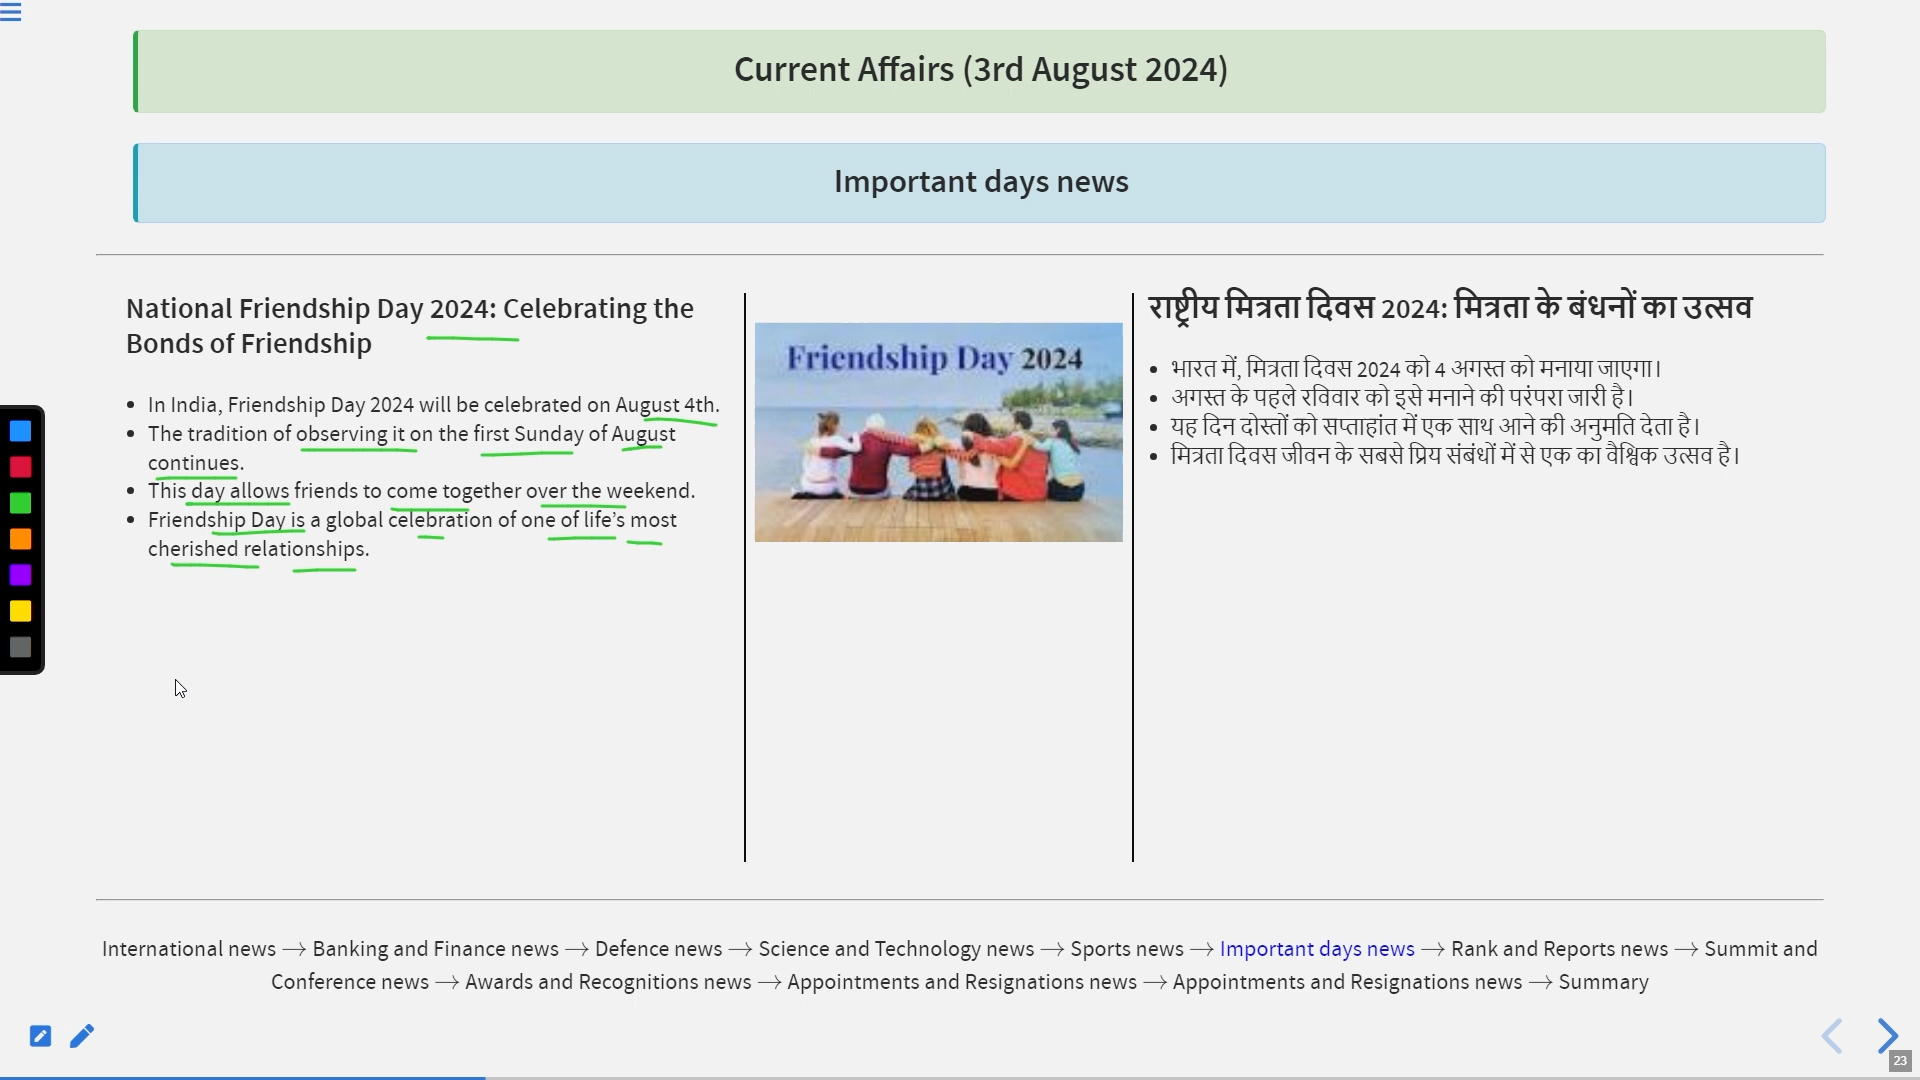 Current Affairs (3rd August 2024)
Important days news
National Friendship Day 2024: Celebrating the
Bonds of Friendship
• In India, Friendship Day 2024 will be celebrated on August 4th.
• The tradition of observing it on the first Sunday of August
continues.
• This day allows friends to come together over the weekend.
• Friendship Day is a global celebration of one of life’s most
cherished relationships.
Friendship Day 2024
राष्ट्रीय मित्रता दिवस 2024: मित्रता के बंधनों का उत्सव
• भारत में, मित्रता दिवस 2024 को 4 अगस्त को मनाया जाएगा।
• अगस्त के पहले रविवार को इसे मनाने की परंपरा जारी है।
• यह दिन दोस्तों को सप्ताहांत में एक साथ आने की अनुमति देता है।
• मित्रता दिवस जीवन के सबसे प्रिय संबंधों में से एक का वैश्विक उत्सव है।
International news → Banking and Finance news → Defence news → Science and Technology news → Sports news → Important days news → Rank and Reports news → Summit and
Conference news → Awards and Recognitions news → Appointments and Resignations news → Appointments and Resignations news → Summary
23